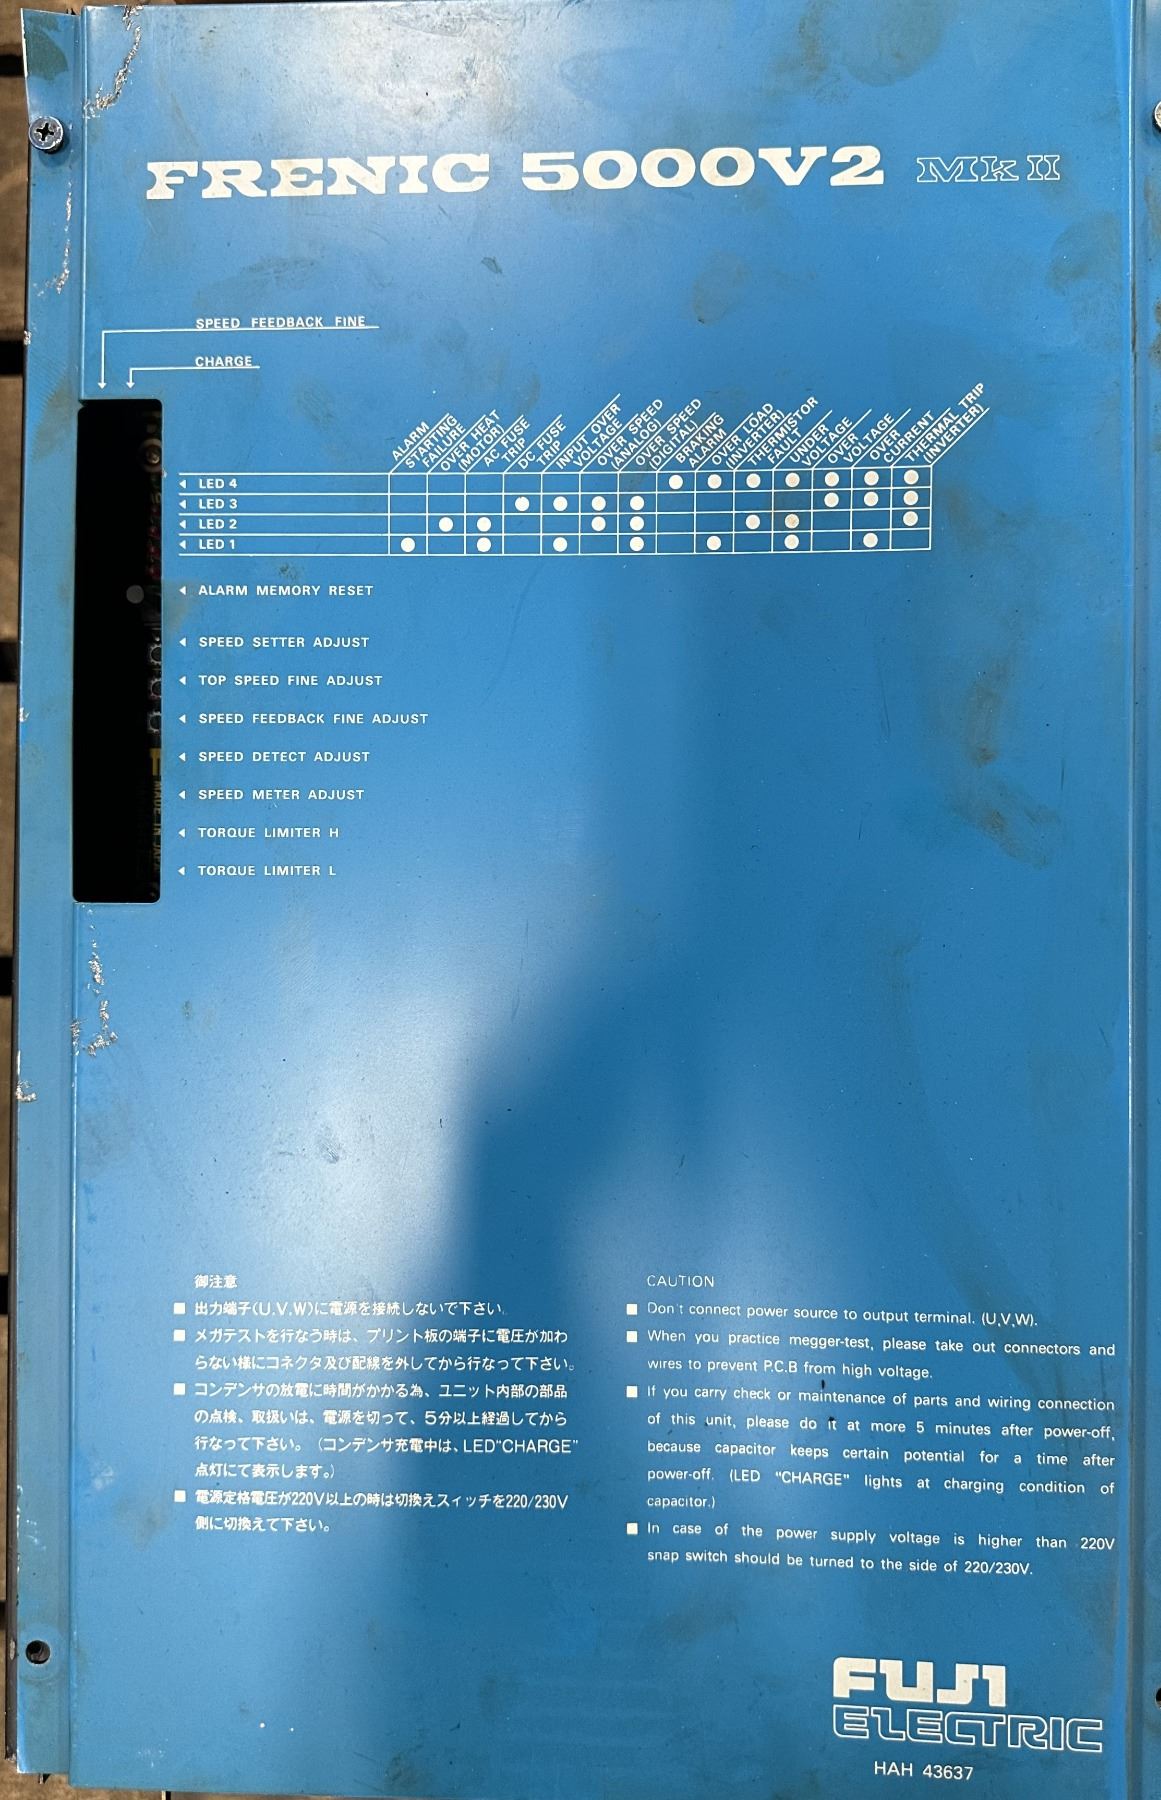 FRENIC 5000V2 Mk II
SPEED FEEDBACK FINE
CHARGE
ALARM
STARTING FAILURE
OVER HEAT (MOTOR)
AC FUSE TRIP
DC FUSE TRIP
INPUT OVER VOLTAGE
OVER SPEED (ANALOG)
OVER SPEED (DIGITAL)
BRAKING ALARM
OVER LOAD (INVERTER)
THERMISTOR FAULT
UNDER VOLTAGE
OVER VOLTAGE
OVER CURRENT
THERMAL TRIP (INVERTER)
LED 4
LED 3
LED 2
LED 1
ALARM MEMORY RESET
SPEED SETTER ADJUST
TOP SPEED FINE ADJUST
SPEED FEEDBACK FINE ADJUST
SPEED DETECT ADJUST
SPEED METER ADJUST
TORQUE LIMITER H
TORQUE LIMITER L
御注意
■ 出力端子(U.V.W)に電源を接続しないで下さい。
■ メガテストを行なう時は、プリント板の端子に電圧が加わ
らない様にコネクタ及び配線を外してから行なって下さい。
■ コンデンサの放電に時間がかかる為、ユニット内部の部品
の点検、取扱いは、電源を切って、5分以上経過してから
行なって下さい。(コンデンサ充電中は、LED"CHARGE"
点灯にて表示します。)
■ 電源定格電圧が220V以上の時は切換えスィッチを220/230V
側に切換えて下さい。
CAUTION
■ Don't connect power source to output terminal. (U,V,W).
■ When you practice megger-test, please take out connectors and
wires to prevent P.C.B from high voltage.
■ If you carry check or maintenance of parts and wiring connection
of this unit, please do it at more 5 minutes after power-off,
because capacitor keeps certain potential for a time after
power-off. (LED "CHARGE" lights at charging condition of
capacitor.)
■ In case of the power supply voltage is higher than 220V
snap switch should be turned to the side of 220/230V.
FUJI
ELECTRIC
HAH 43637